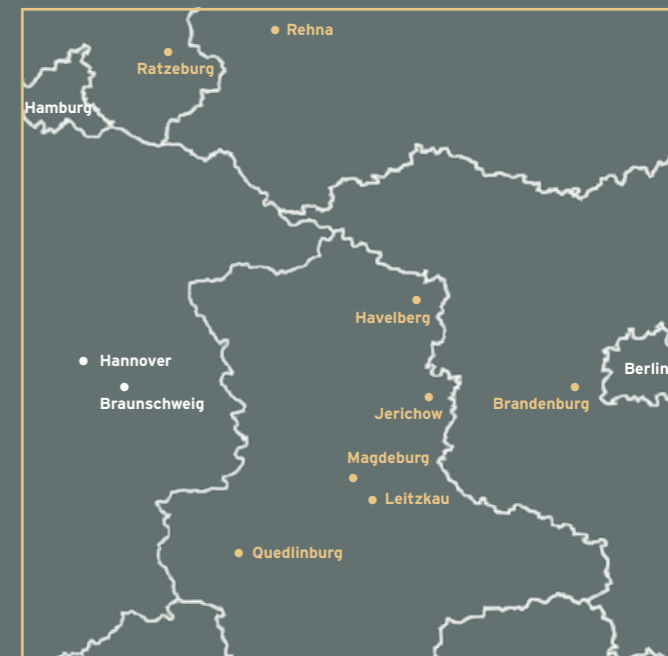 Rehna
Ratzeburg
Hamburg
Havelberg
Hannover
Berlin
Braunschweig
Brandenburg
Jerichow
Magdeburg
Leitzkau
Quedlinburg